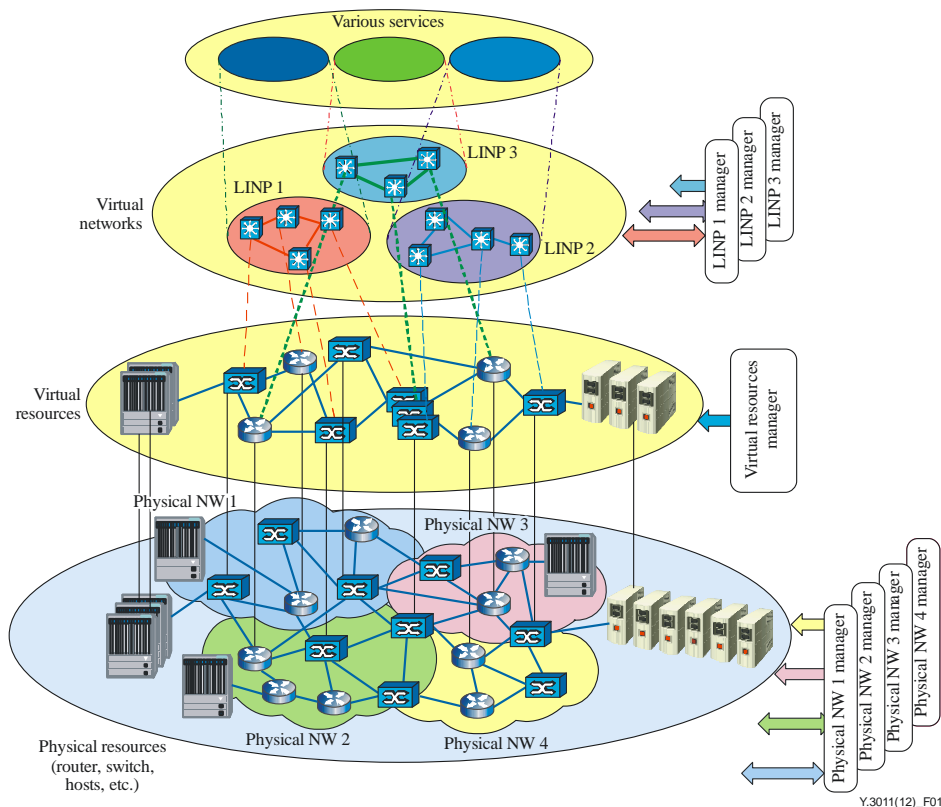 Various services
LINP 3
LINP 1
Virtual
networks
LINP 2
LINP 1 manager
LINP 2 manager
LINP 3 manager
Virtual
resources
Virtual resources
manager
Physical NW 1
Physical NW 3
Physical NW 2
Physical NW 4
Physical resources
(router, switch,
hosts, etc.)
Physical NW 1 manager
Physical NW 2 manager
Physical NW 3 manager
Physical NW 4 manager
Y.3011(12)_F01